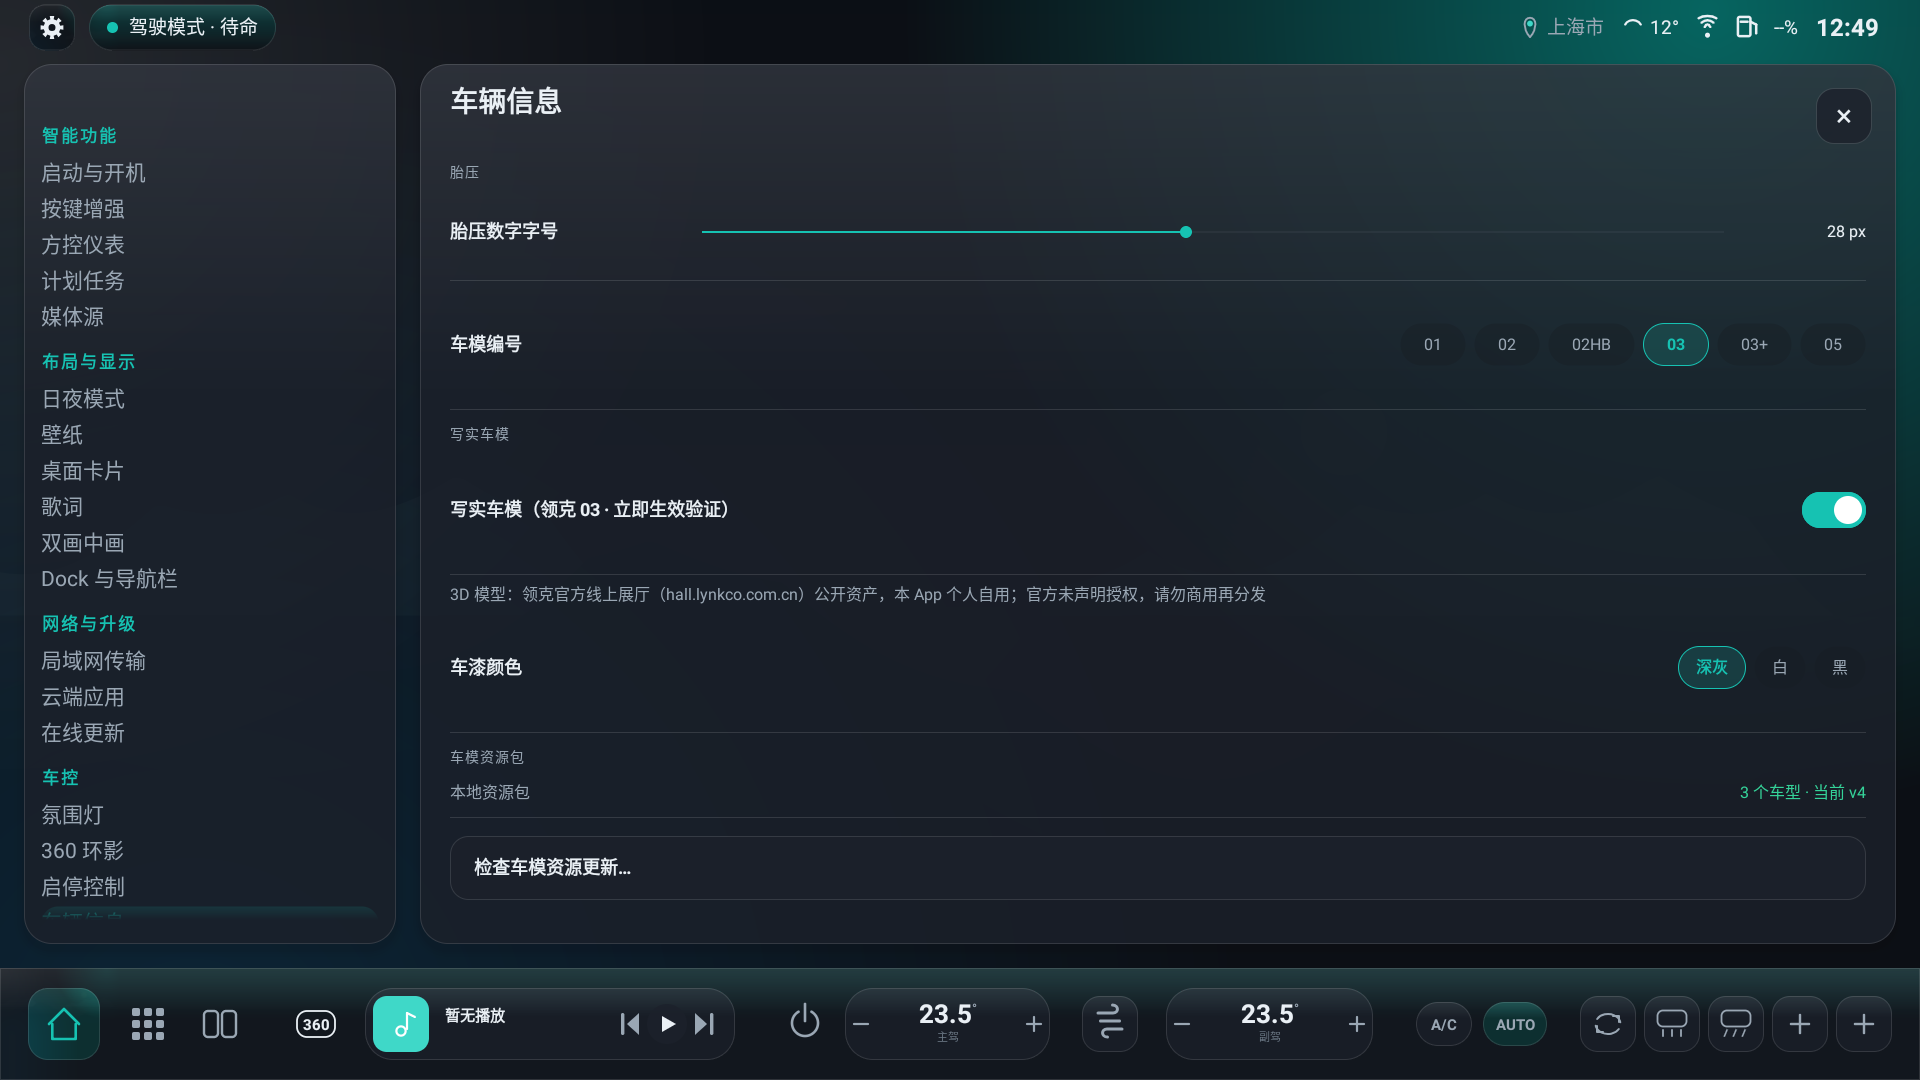 驾驶模式 · 待命
上海市
12°
--%
12:49
智能功能
启动与开机
按键增强
方控仪表
计划任务
媒体源
布局与显示
日夜模式
壁纸
桌面卡片
歌词
双画中画
Dock 与导航栏
网络与升级
局域网传输
云端应用
在线更新
车控
氛围灯
360 环影
启停控制
车辆信息
车辆信息
胎压
胎压数字字号
28 px
车模编号
01
02
02HB
03
03+
05
写实车模
写实车模（领克 03 · 立即生效验证）
3D 模型：领克官方线上展厅（hall.lynkco.com.cn）公开资产，本 App 个人自用；官方未声明授权，请勿商用再分发
车漆颜色
深灰
白
黑
车模资源包
本地资源包
3 个车型 · 当前 v4
检查车模资源更新...
360
暂无播放
23.5°
主驾
23.5°
副驾
A/C
AUTO